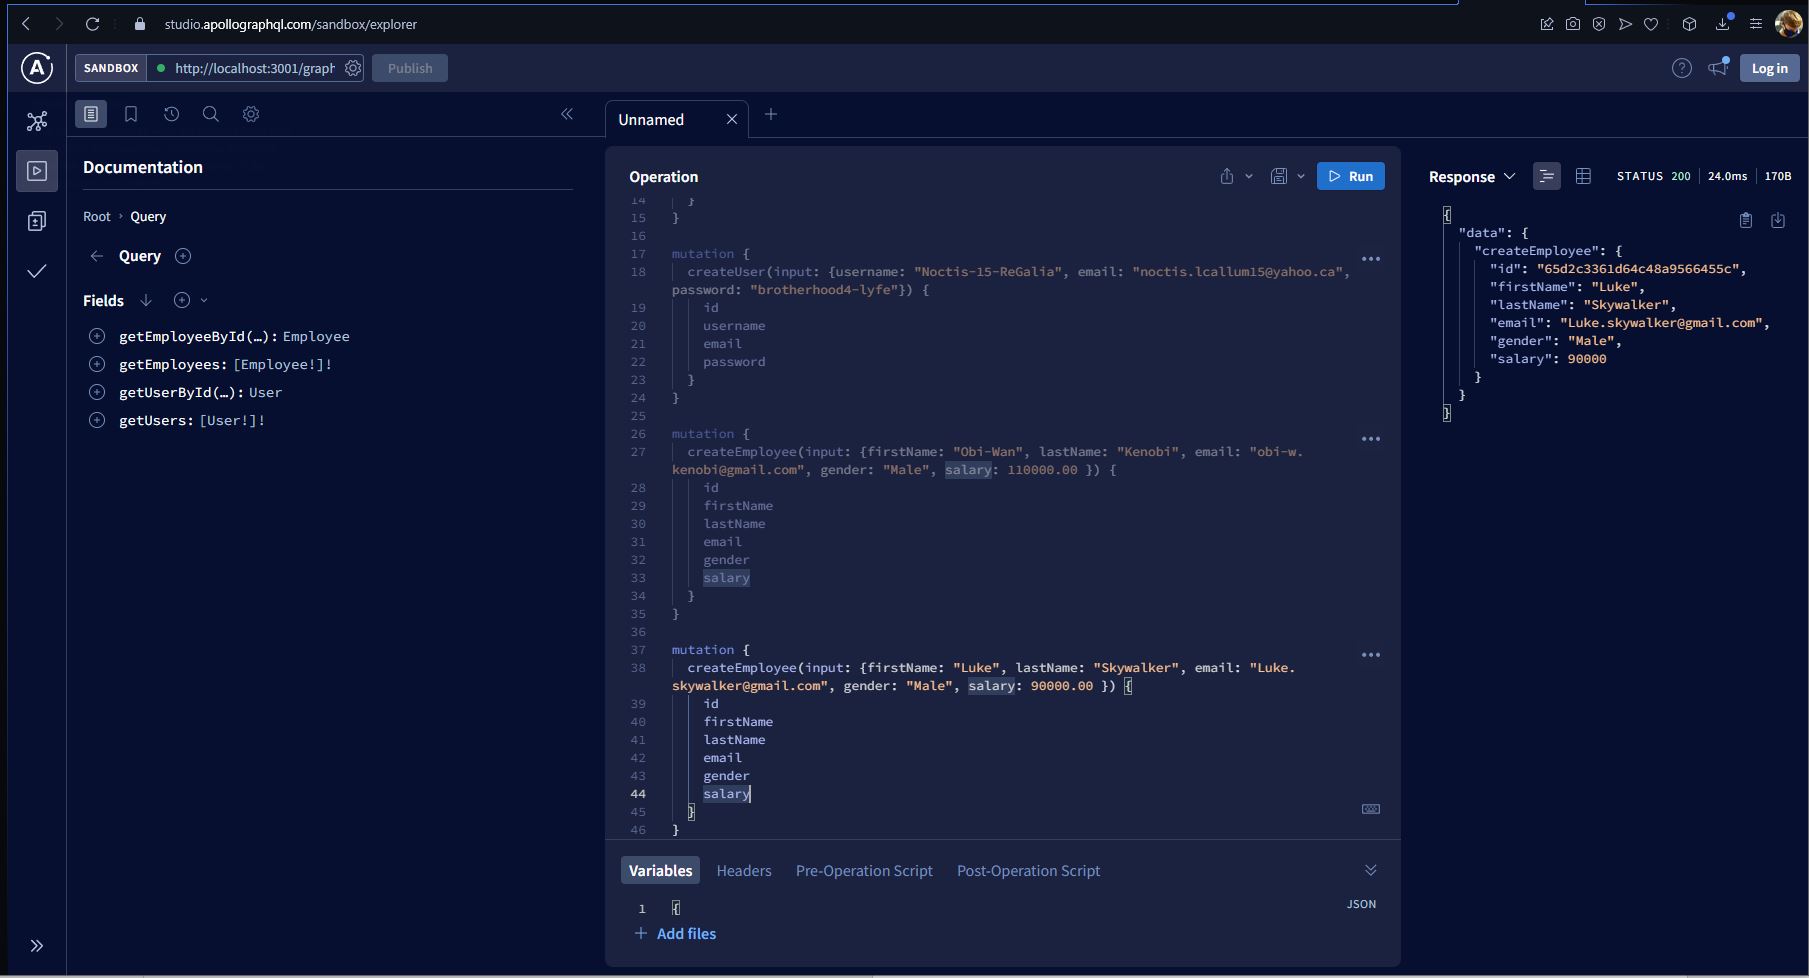 studio.apollographql.com/sandbox/explorer
SANDBOX http://localhost:3001/graph Publish Log in
Unnamed
Documentation
Root › Query
Query
Fields
getEmployeeById(…): Employee
getEmployees: [Employee!]!
getUserById(…): User
getUsers: [User!]!
Operation
Run
14 }
15 }
16
17 mutation {
18 createUser(input: {username: "Noctis-15-ReGalia", email: "noctis.lcallum15@yahoo.ca",
password: "brotherhood4-lyfe"}) {
19 id
20 username
21 email
22 password
23 }
24 }
25
26 mutation {
27 createEmployee(input: {firstName: "Obi-Wan", lastName: "Kenobi", email: "obi-w.
kenobi@gmail.com", gender: "Male", salary: 110000.00 }) {
28 id
29 firstName
30 lastName
31 email
32 gender
33 salary
34 }
35 }
36
37 mutation {
38 createEmployee(input: {firstName: "Luke", lastName: "Skywalker", email: "Luke.
skywalker@gmail.com", gender: "Male", salary: 90000.00 }) {
39 id
40 firstName
41 lastName
42 email
43 gender
44 salary
45 }
46 }
Variables Headers Pre-Operation Script Post-Operation Script
1 {
JSON
+ Add files
Response STATUS 200 24.0ms 170B
{
"data": {
"createEmployee": {
"id": "65d2c3361d64c48a9566455c",
"firstName": "Luke",
"lastName": "Skywalker",
"email": "Luke.skywalker@gmail.com",
"gender": "Male",
"salary": 90000
}
}
}